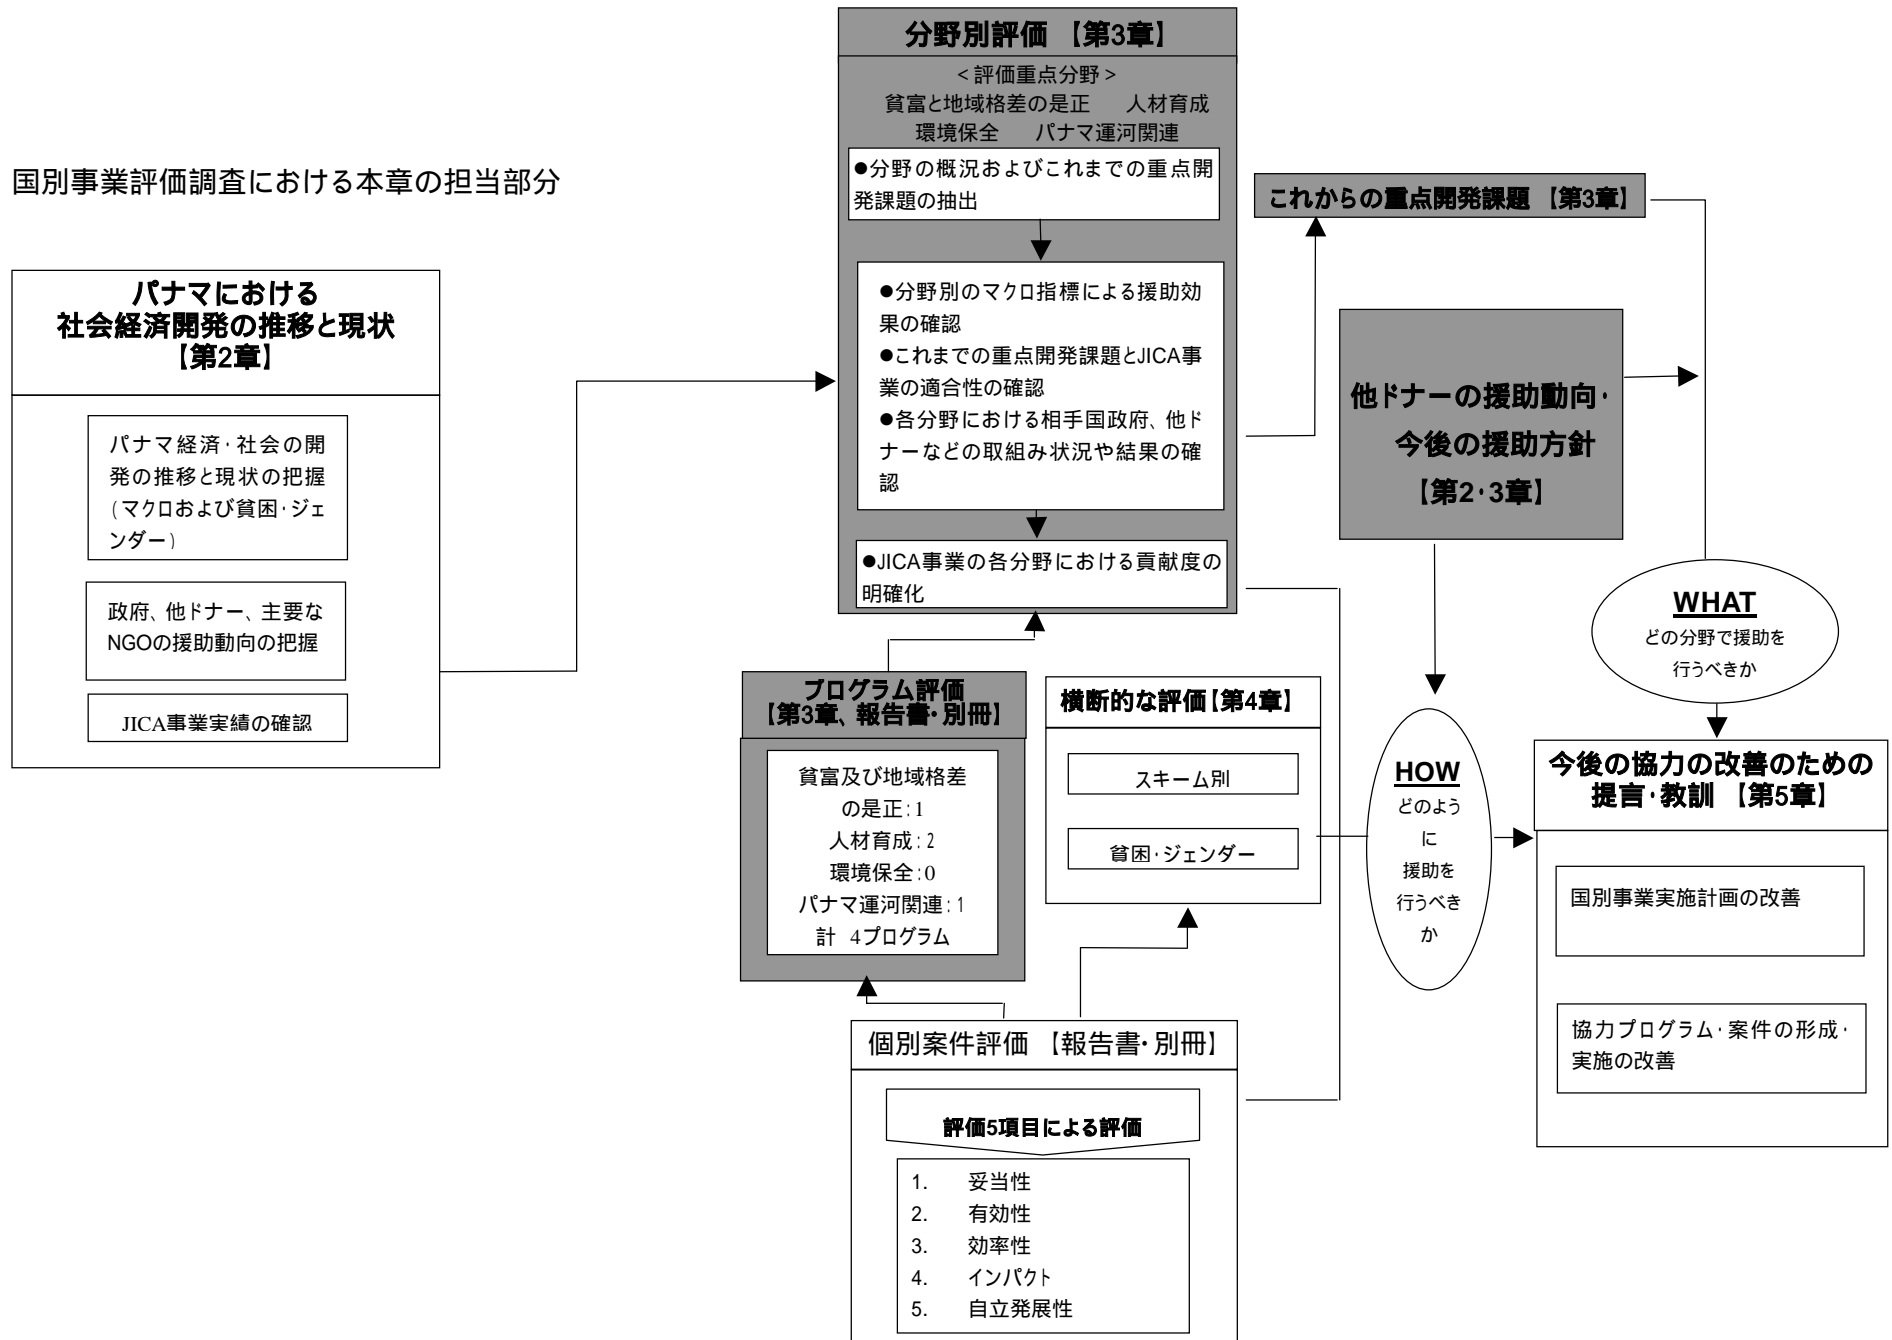 国別事業評価調査における本章の担当部分
パナマにおける
社会経済開発の推移と現状
【第2章】
パナマ経済・社会の開
発の推移と現状の把握
(マクロおよび貧困・ジェ
ンダー)
政府、他ドナー、主要な
NGOの援助動向の把握
JICA事業実績の確認
分野別評価 【第3章】
<評価重点分野>
貧富と地域格差の是正 人材育成
環境保全 パナマ運河関連
●分野の概況およびこれまでの重点開
発課題の抽出
●分野別のマクロ指標による援助効
果の確認
●これまでの重点開発課題とJICA事
業の適合性の確認
●各分野における相手国政府、他ド
ナーなどの取組み状況や結果の確
認
●JICA事業の各分野における貢献度の
明確化
プログラム評価
【第3章、報告書・別冊】
貧富及び地域格差
の是正:1
人材育成:2
環境保全:0
パナマ運河関連:1
計 4プログラム
横断的な評価【第4章】
スキーム別
貧困・ジェンダー
個別案件評価 【報告書・別冊】
評価5項目による評価
1. 妥当性
2. 有効性
3. 効率性
4. インパクト
5. 自立発展性
これからの重点開発課題 【第3章】
他ドナーの援助動向・
今後の援助方針
【第2・3章】
WHAT
どの分野で援助を
行うべきか
HOW
どのよう
に
援助を
行うべき
か
今後の協力の改善のための
提言・教訓 【第5章】
国別事業実施計画の改善
協力プログラム・案件の形成・
実施の改善